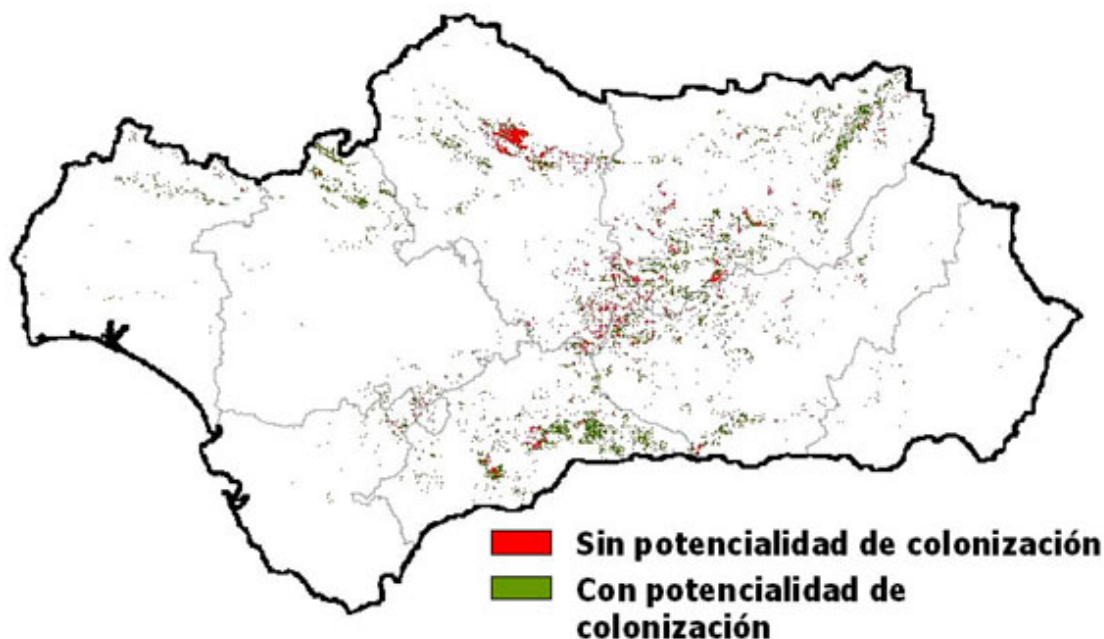 Sin potencialidad de colonización
Con potencialidad de
colonización